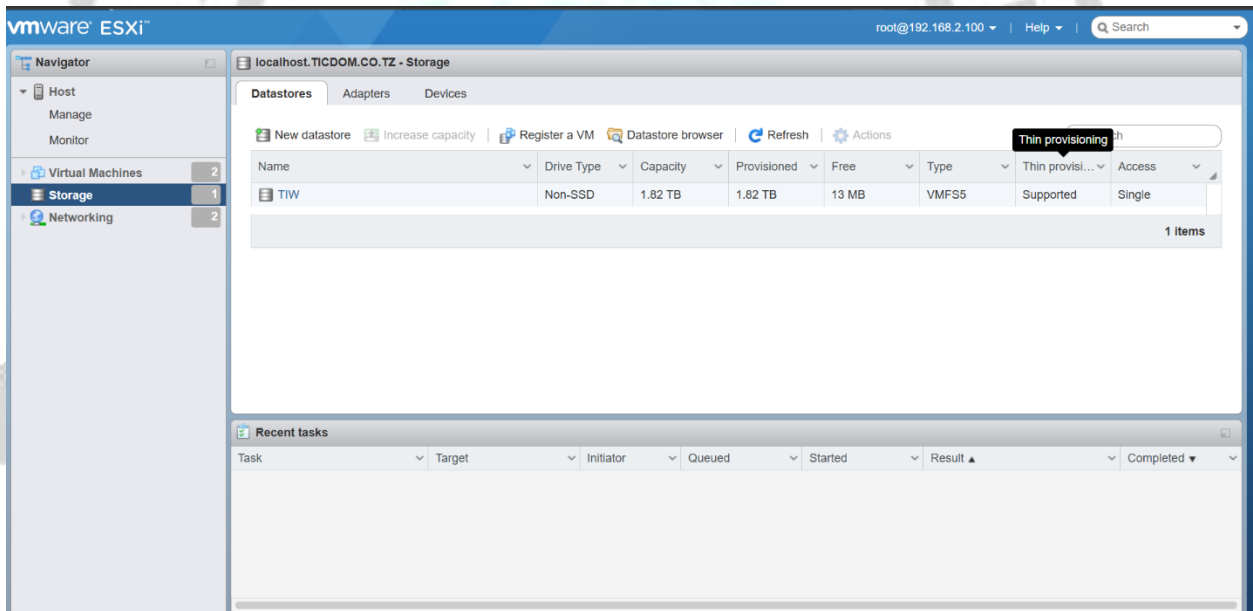 vmware ESXi™
root@192.168.2.100 | Help | Search
Navigator
Host
Manage
Monitor
Virtual Machines 2
Storage 1
Networking 2
localhost.TICDOM.CO.TZ - Storage
Datastores Adapters Devices
New datastore Increase capacity Register a VM Datastore browser Refresh Actions
Thin provisioning
Name Drive Type Capacity Provisioned Free Type Thin provisi... Access
TIW Non-SSD 1.82 TB 1.82 TB 13 MB VMFS5 Supported Single
1 items
Recent tasks
Task Target Initiator Queued Started Result ▲ Completed ▼